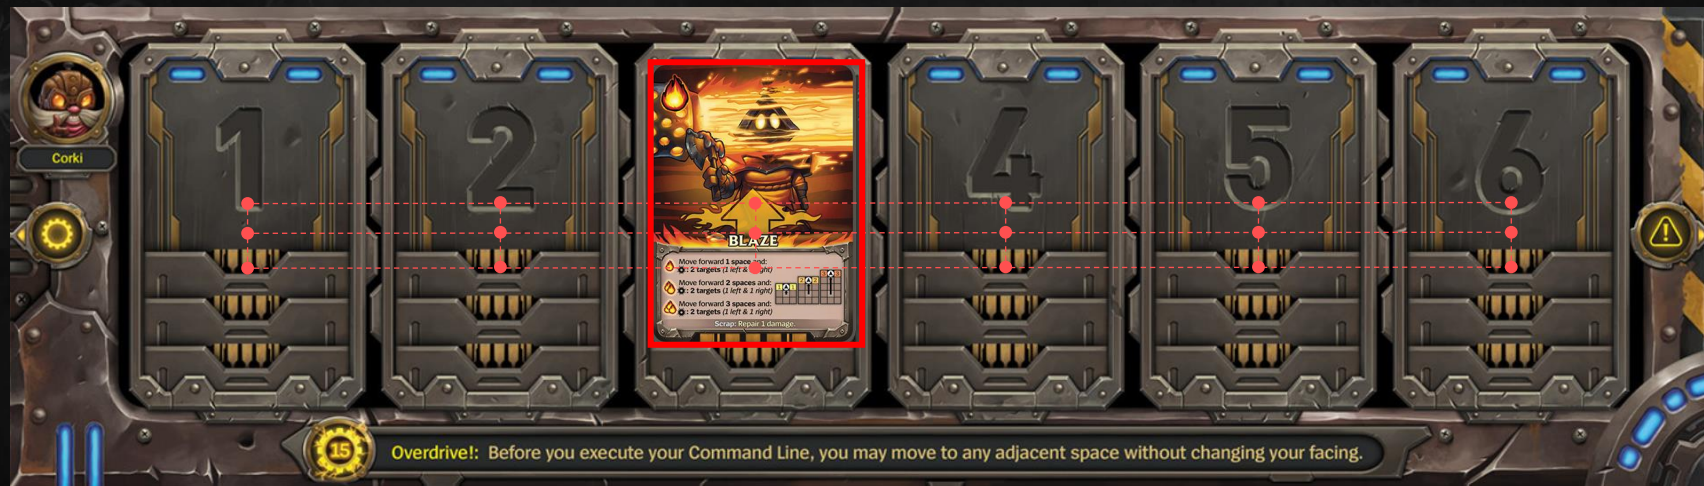 1
2
4
5
6
Corki
BLAZE
Move forward 1 space and:
: 2 targets (1 left & 1 right)
Move forward 2 spaces and:
: 2 targets (1 left & 1 right)
Move forward 3 spaces and:
: 2 targets (1 left & 1 right)
Scrap: Repair 1 damage.
15
Overdrive!: Before you execute your Command Line, you may move to any adjacent space without changing your facing.